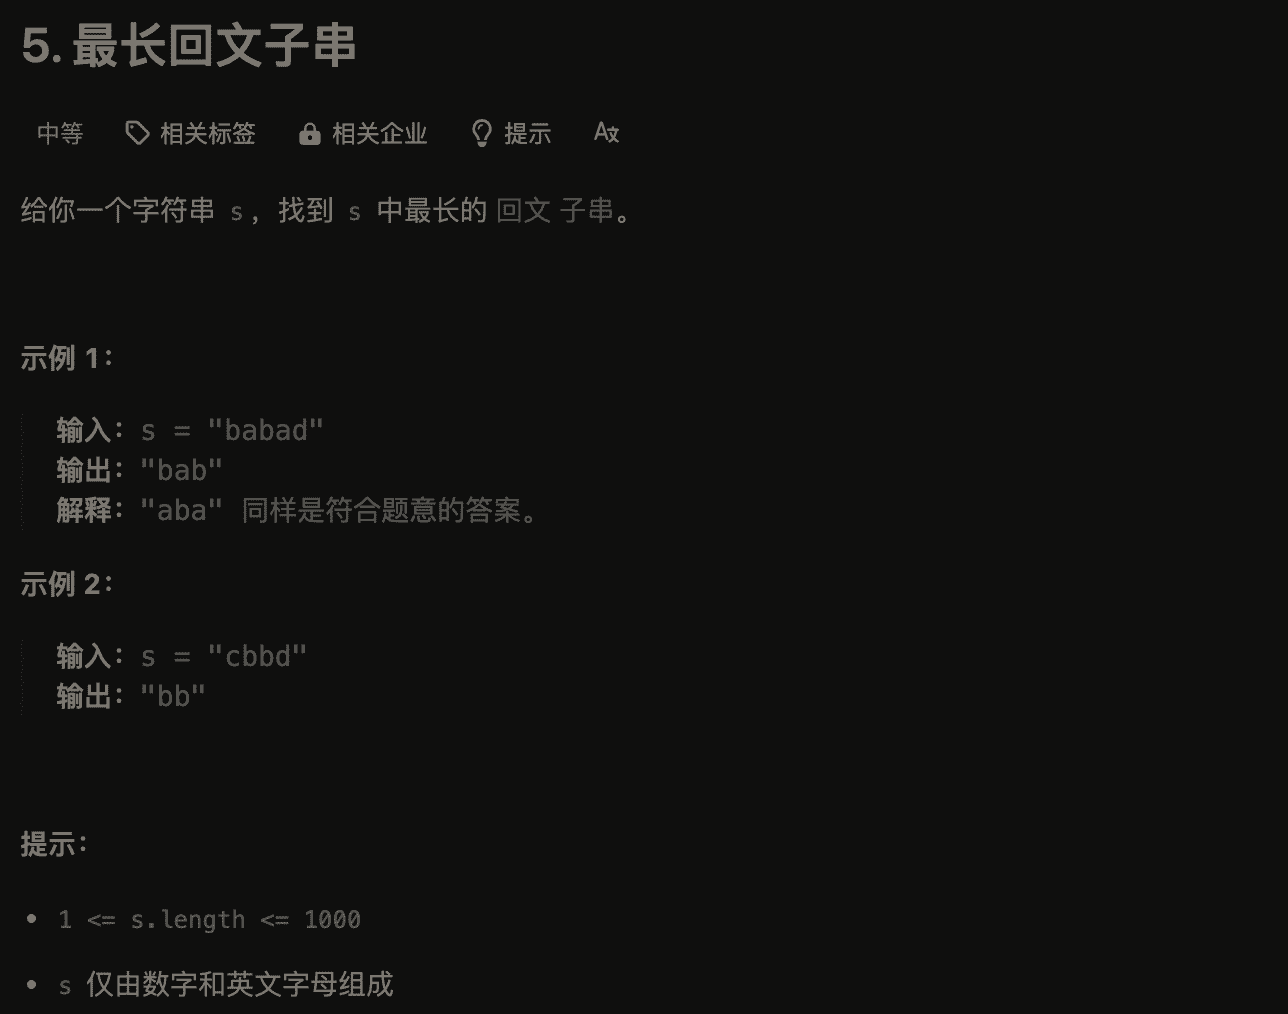 5. 最长回文子串
中等 相关标签 相关企业 提示
给你一个字符串 s，找到 s 中最长的 回文 子串。
示例 1：
输入：s = "babad"
输出："bab"
解释："aba" 同样是符合题意的答案。
示例 2：
输入：s = "cbbd"
输出："bb"
提示：
• 1 <= s.length <= 1000
• s 仅由数字和英文字母组成